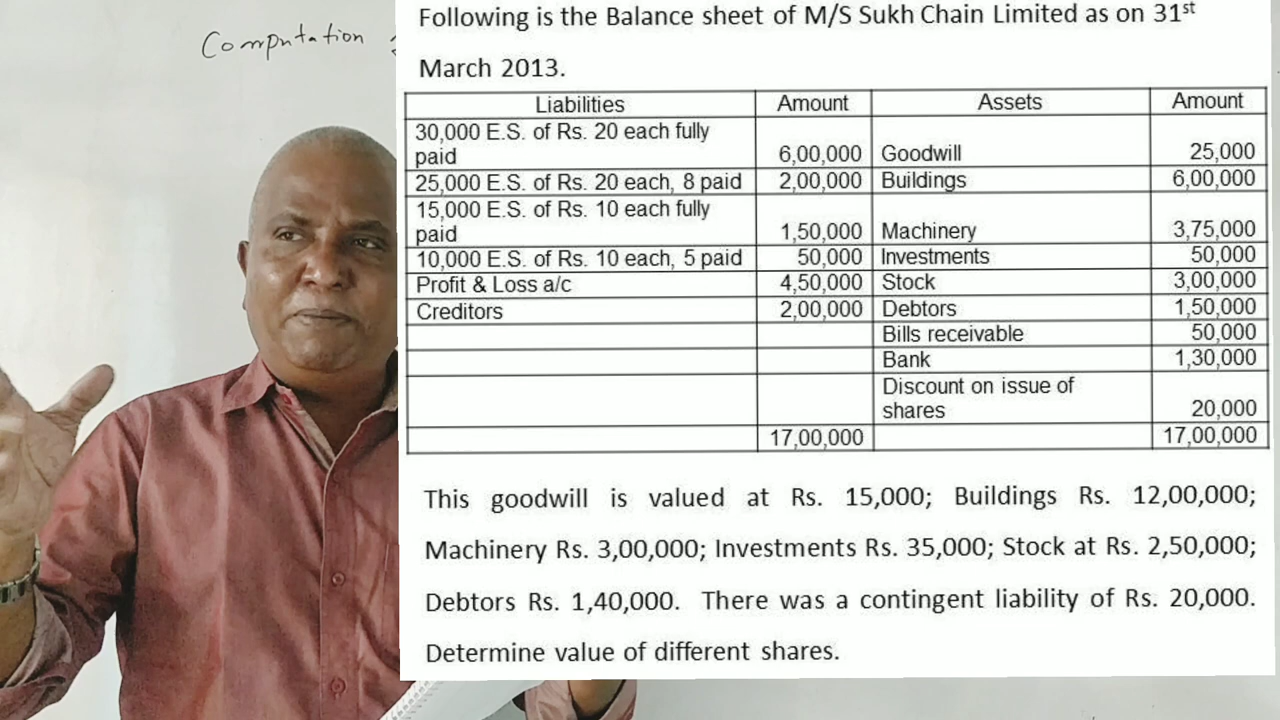 Computation
Following is the Balance sheet of M/S Sukh Chain Limited as on 31st
March 2013.
Liabilities Amount Assets Amount
30,000 E.S. of Rs. 20 each fully
paid 6,00,000 Goodwill 25,000
25,000 E.S. of Rs. 20 each, 8 paid 2,00,000 Buildings 6,00,000
15,000 E.S. of Rs. 10 each fully
paid 1,50,000 Machinery 3,75,000
10,000 E.S. of Rs. 10 each, 5 paid 50,000 Investments 50,000
Profit & Loss a/c 4,50,000 Stock 3,00,000
Creditors 2,00,000 Debtors 1,50,000
Bills receivable 50,000
Bank 1,30,000
Discount on issue of
shares 20,000
17,00,000 17,00,000
This goodwill is valued at Rs. 15,000; Buildings Rs. 12,00,000;
Machinery Rs. 3,00,000; Investments Rs. 35,000; Stock at Rs. 2,50,000;
Debtors Rs. 1,40,000. There was a contingent liability of Rs. 20,000.
Determine value of different shares.